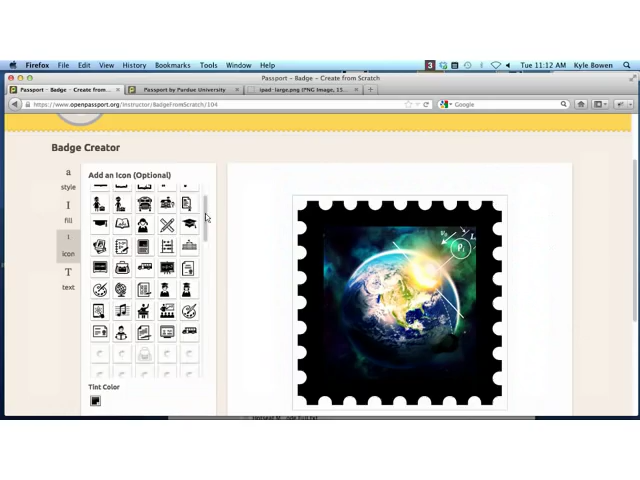 Firefox File Edit View History Bookmarks Tools Window Help 3 Tue 11:12 AM Kyle Bowen
Passport - Badge - Create from Scratch
Passport - Badge - Create from... Passport by Purdue University ipad-large.png (PNG Image, 15...
https://www.openpassport.org/Instructor/BadgeFromScratch/104 Google
Badge Creator
Add an Icon (Optional)
a
style
I
fill
icon
T
text
Tint Color